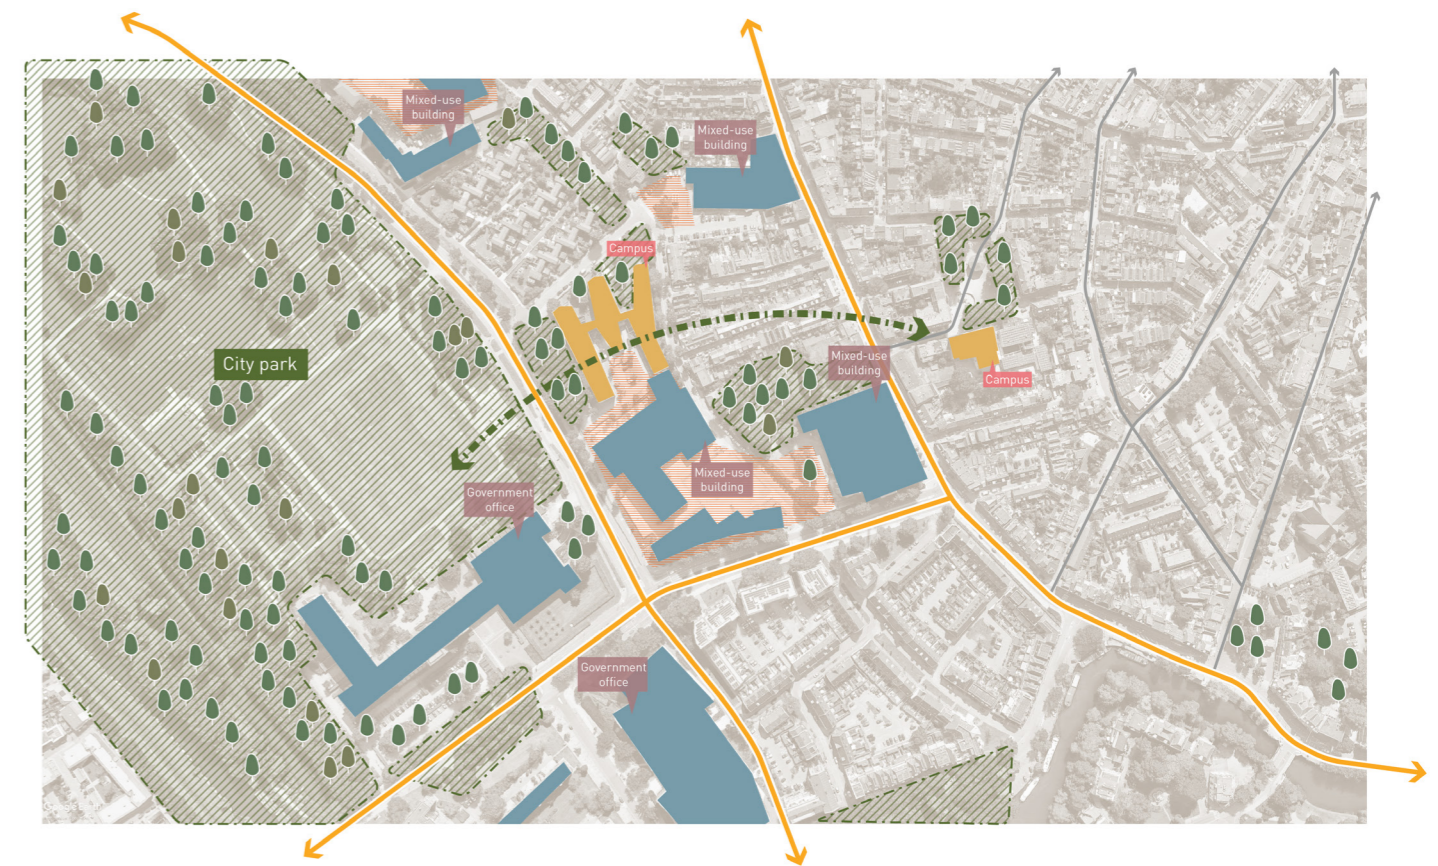 Mixed-use
building
Mixed-use
building
Campus
City park
Mixed-use
building
Campus
Mixed-use
building
Government
office
Government
office